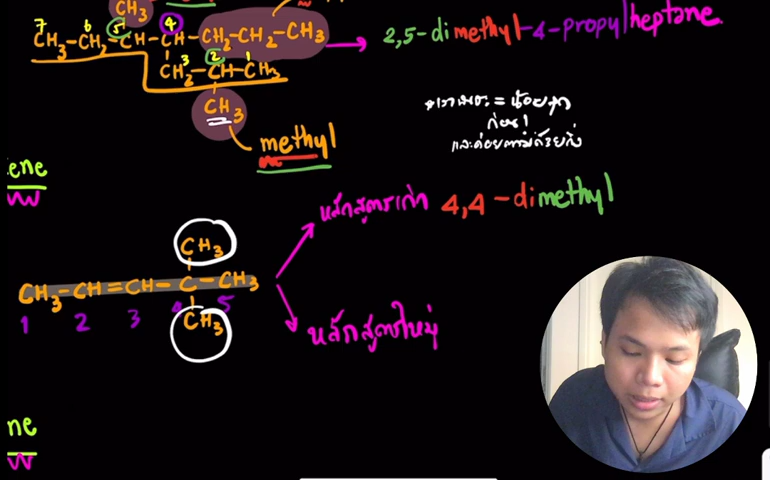 CH3
7 6 5 4
CH3-CH2-CH-CH-CH2-CH2-CH3 → 2,5-dimethyl-4-propylheptane
3 2 1
CH2-CH-CH3
CH3
methyl
ก่อน!
ene
หลักสูตรเก่า 4,4-dimethyl
CH3
CH3-CH=CH-C-CH3
1 2 3 4 5
CH3
หลักสูตรใหม่
ne